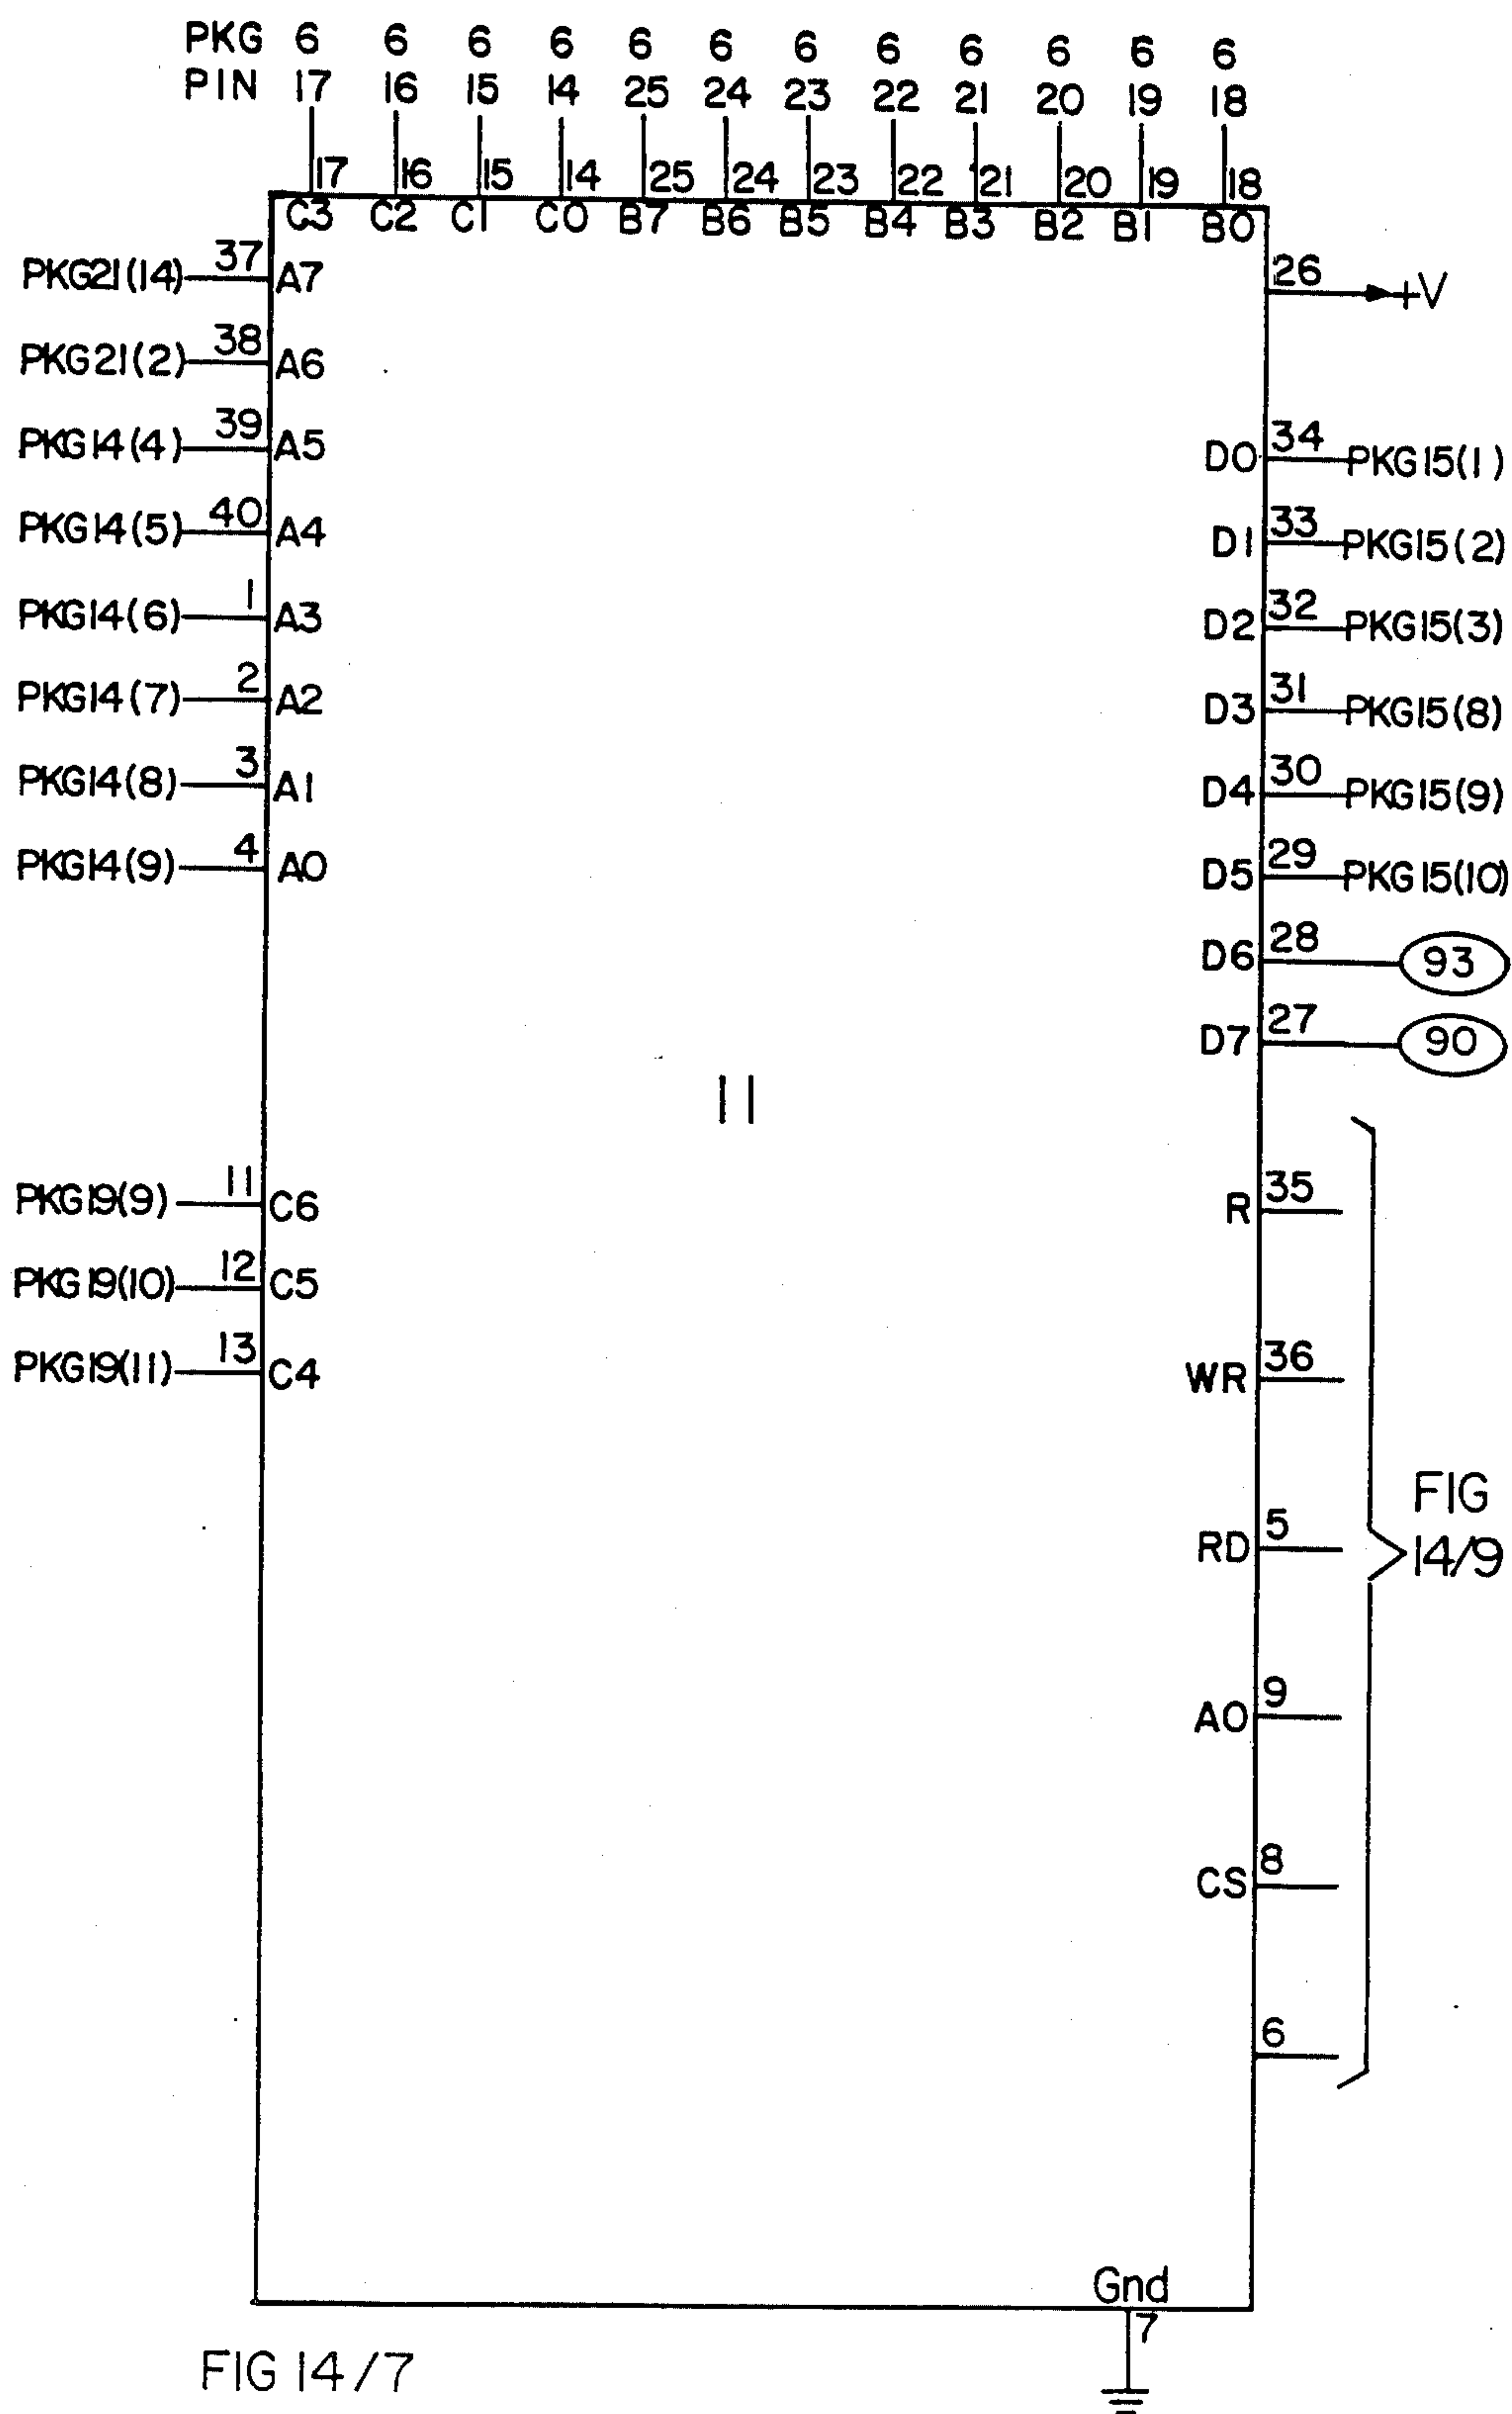 PKG 6 6 6 6 6 6 6 6 6 6 6 6
PIN 17 16 15 14 25 24 23 22 21 20 19 18
17 16 15 14 25 24 23 22 21 20 19 18
C3 C2 C1 C0 B7 B6 B5 B4 B3 B2 B1 B0
PKG21(14) 37 A7
26 +V
PKG21(2) 38 A6
PKG14(4) 39 A5
D0 34 PKG15(1)
PKG14(5) 40 A4
D1 33 PKG15(2)
PKG14(6) 1 A3
D2 32 PKG15(3)
PKG14(7) 2 A2
D3 31 PKG15(8)
PKG14(8) 3 A1
D4 30 PKG15(9)
PKG14(9) 4 A0
D5 29 PKG15(10)
D6 28 93
D7 27 90
11
PKG19(9) 11 C6
R 35
PKG19(10) 12 C5
PKG19(11) 13 C4
WR 36
FIG
14/9
RD 5
A0 9
CS 8
6
Gnd
7
FIG 14/7